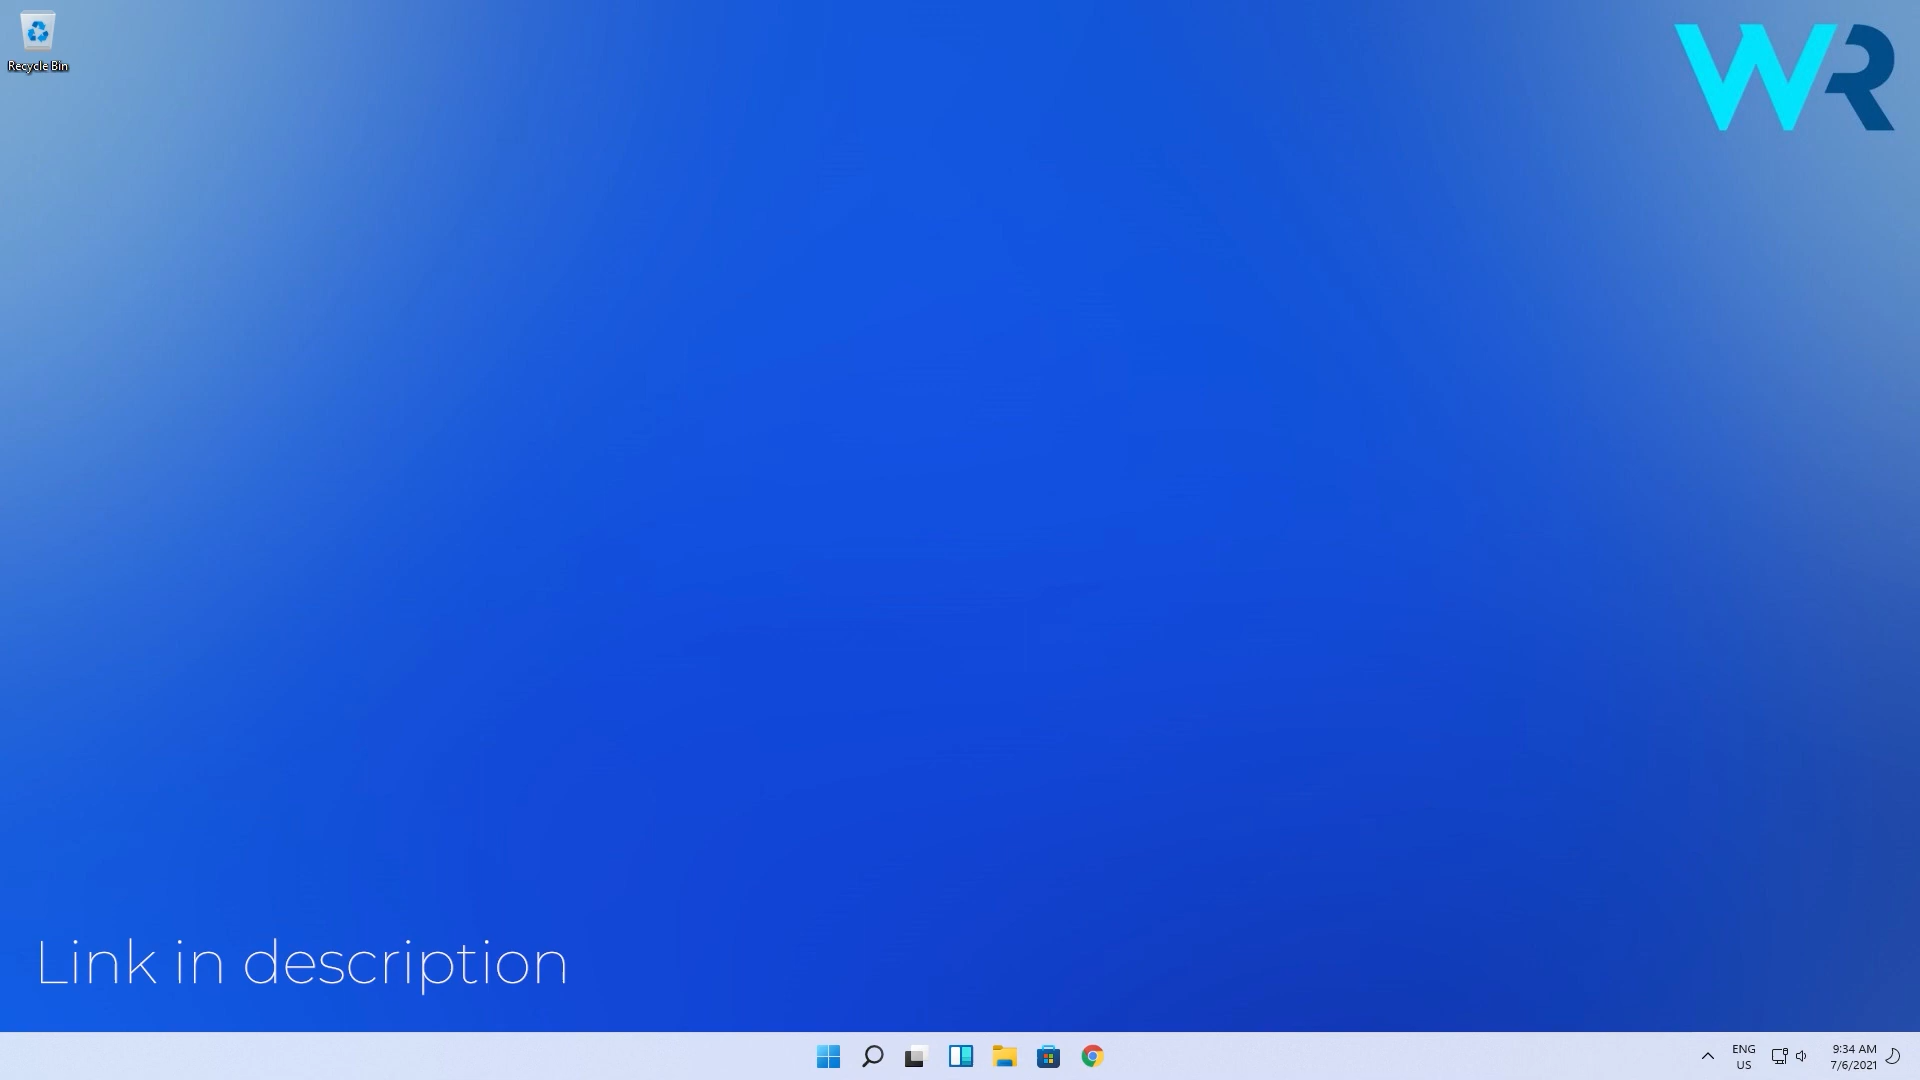 Recycle Bin
WR
Link in description
ENG
US
9:34 AM
7/6/2021